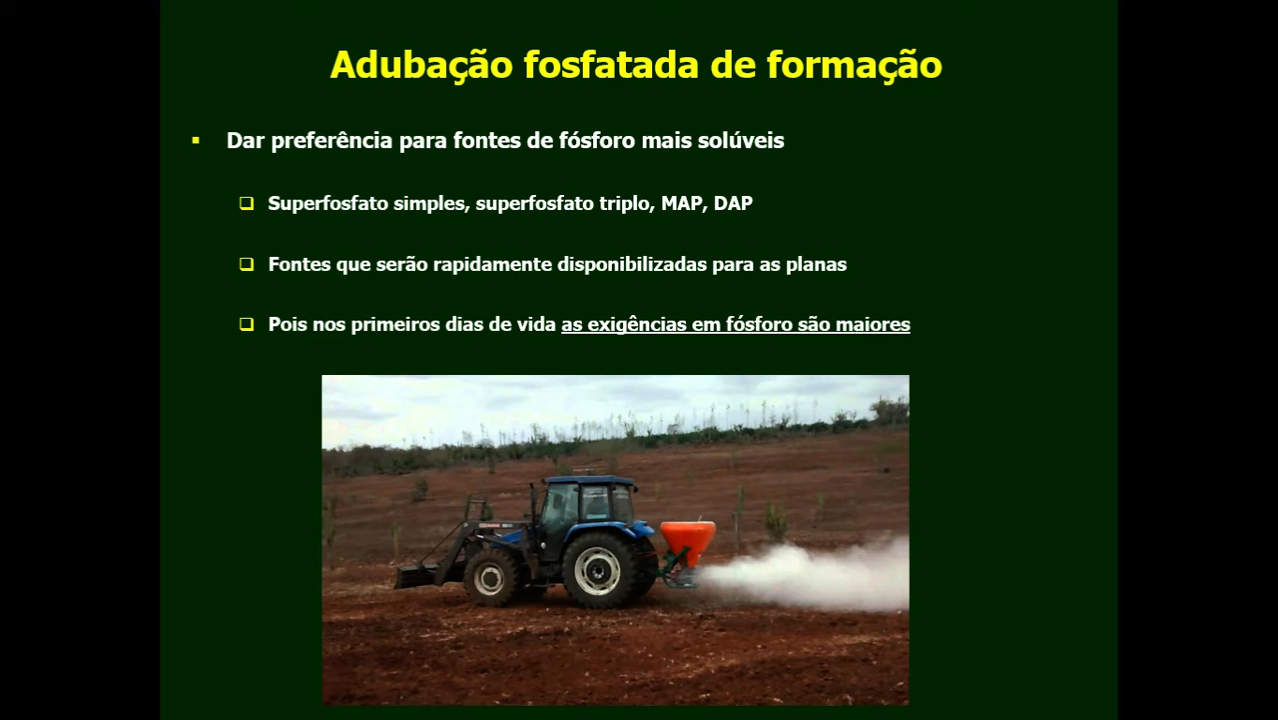 Adubação fosfatada de formação
Dar preferência para fontes de fósforo mais solúveis
Superfosfato simples, superfosfato triplo, MAP, DAP
Fontes que serão rapidamente disponibilizadas para as planas
Pois nos primeiros dias de vida as exigências em fósforo são maiores